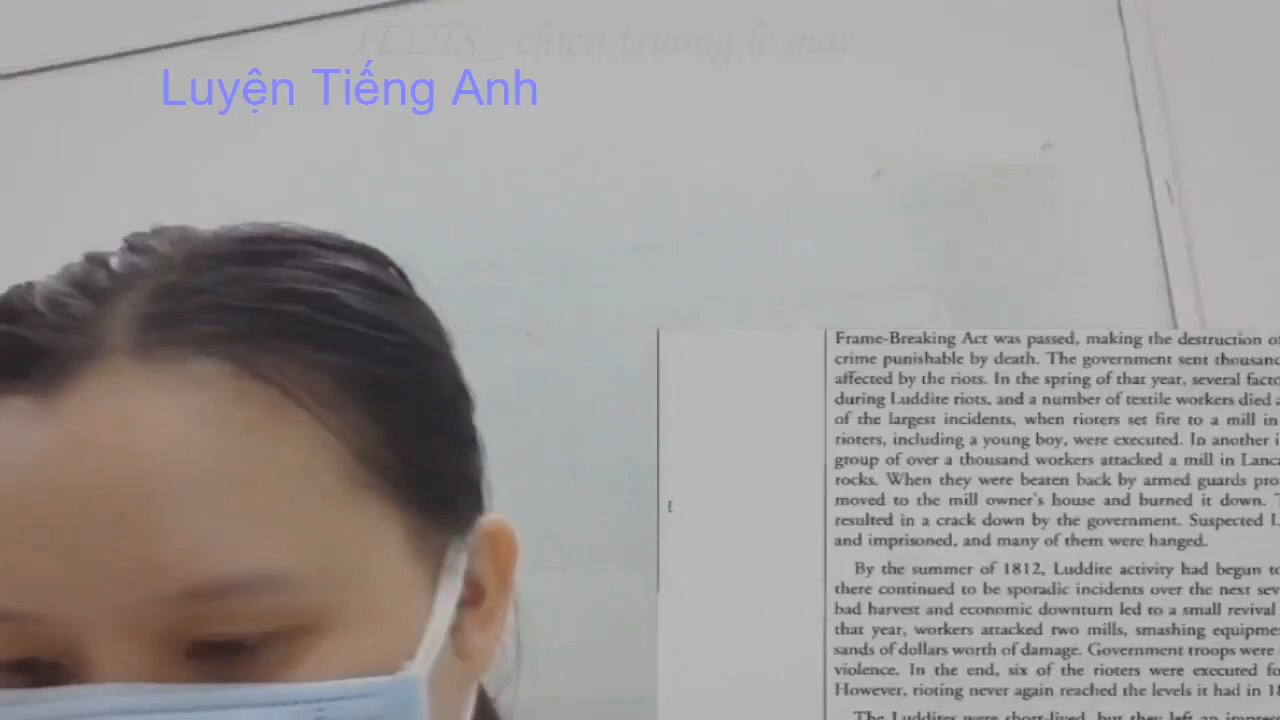 IELTS_ chien truong le mac
Luyện Tiếng Anh
Frame-Breaking Act was passed, making the destruction of
crime punishable by death. The government sent
affected by the riots. In the spring of that year, several
during Luddite riots, and a number of textile workers died
of the largest incidents, when rioters set fire to a mill in
rioters, including a young boy, were executed. In another
group of over a thousand workers attacked a mill in
rocks. When they were beaten back by armed guards
moved to the mill owner's house and burned it down.
resulted in a crack down by the government. Suspected
and imprisoned, and many of them were hanged.
By the summer of 1812, Luddite activity had begun to
there continued to be sporadic incidents over the next
bad harvest and economic downturn led to a small revival
that year, workers attacked two mills, smashing
sands of dollars worth of damage. Government troops were
violence. In the end, six of the rioters were executed
However, rioting never again reached the levels it had in
The Luddites were short-lived, but they left an